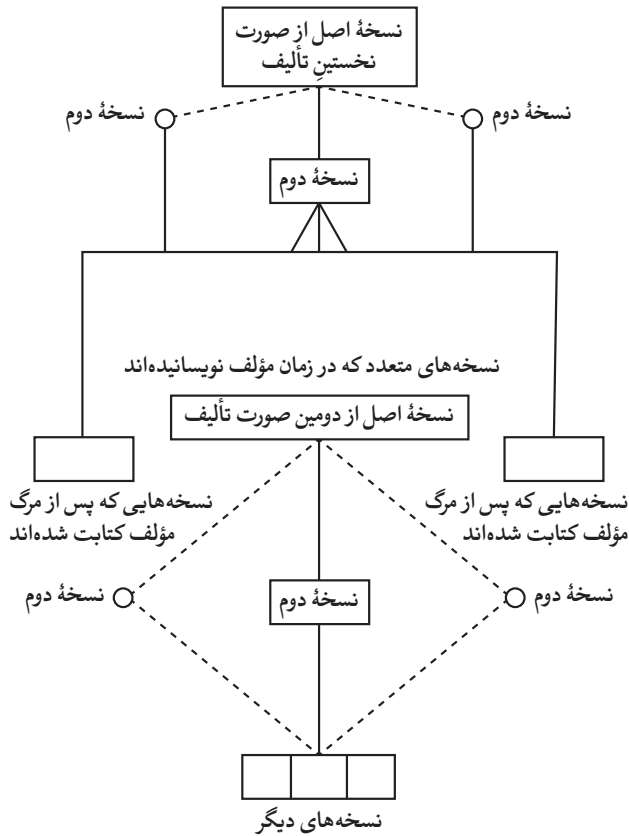 نسخهٔ اصل از صورت
نخستینِ تألیف
نسخهٔ دوم
نسخهٔ دوم
نسخهٔ دوم
نسخه‌های متعدد که در زمان مؤلف نویسانیده‌اند
نسخهٔ اصل از دومین صورت تألیف
نسخه‌هایی که پس از مرگ
مؤلف کتابت شده‌اند
نسخه‌هایی که پس از مرگ
مؤلف کتابت شده‌اند
نسخهٔ دوم
نسخهٔ دوم
نسخهٔ دوم
نسخه‌های دیگر